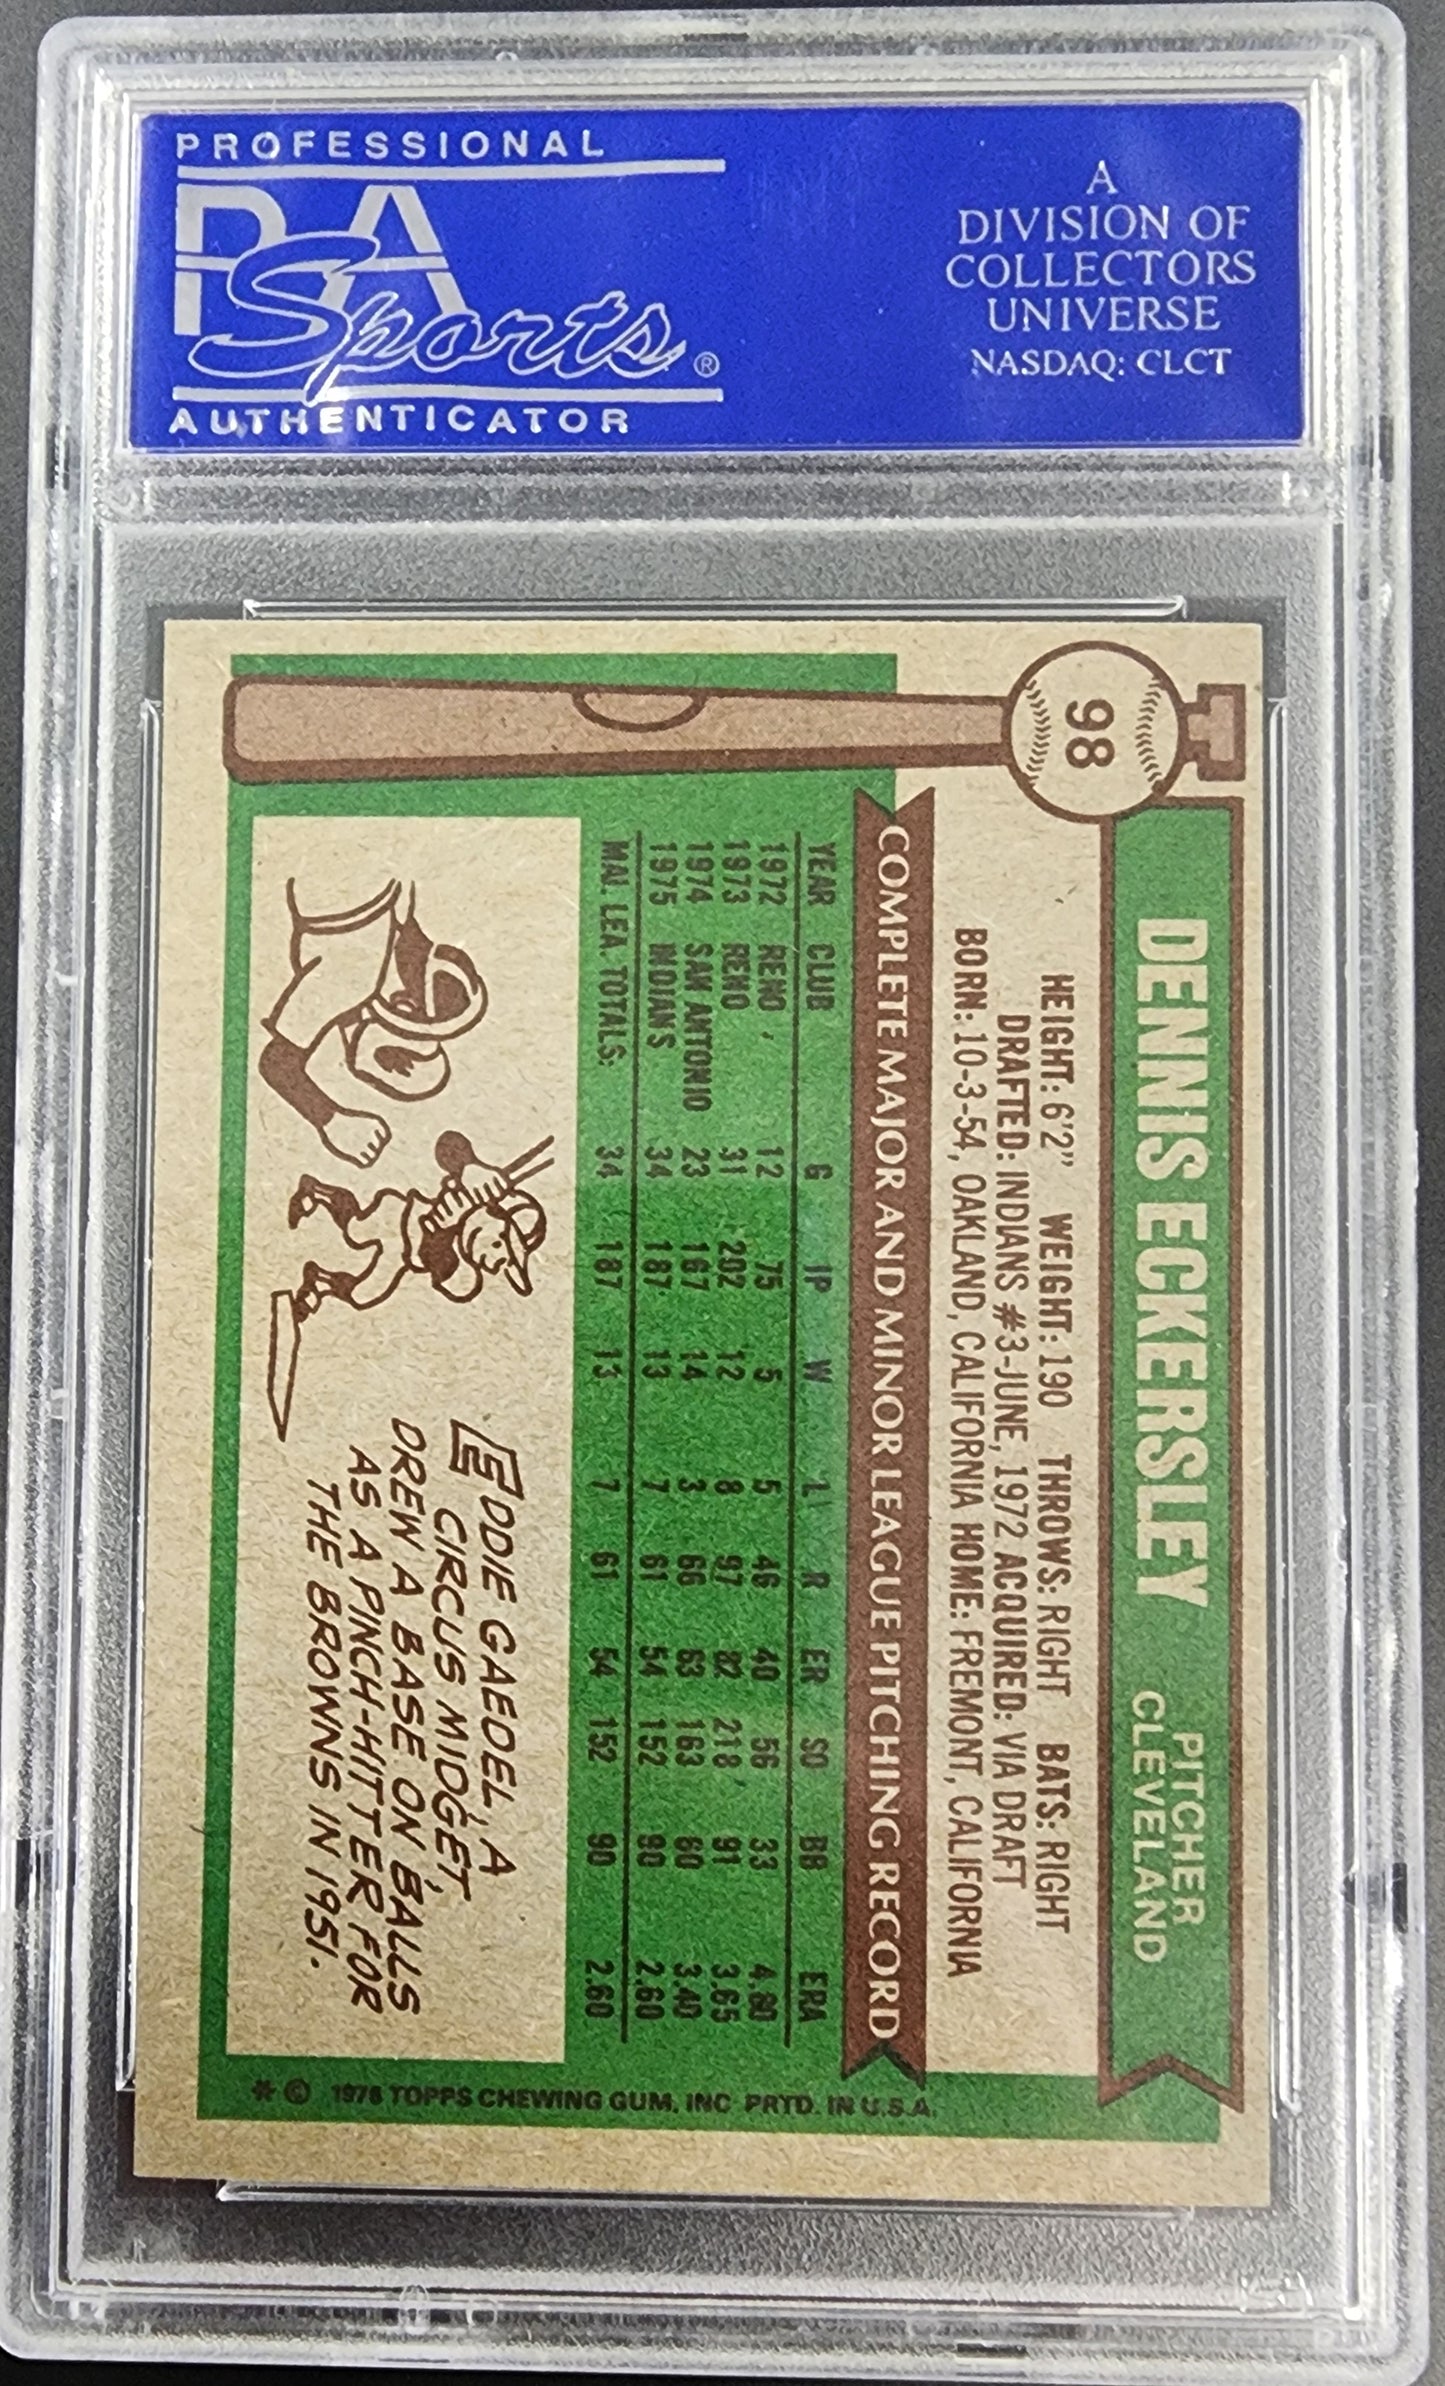 PROFESSIONAL
PSA
Sports®
AUTHENTICATOR
A
DIVISION OF
COLLECTORS
UNIVERSE
NASDAQ: CLCT
98
DENNIS ECKERSLEY PITCHER
CLEVELAND
HEIGHT: 6'2" WEIGHT: 190 THROWS: RIGHT BATS: RIGHT
DRAFTED: INDIANS #3-JUNE, 1972 ACQUIRED: VIA DRAFT
BORN: 10-3-54, OAKLAND, CALIFORNIA HOME: FREMONT, CALIFORNIA
COMPLETE MAJOR AND MINOR LEAGUE PITCHING RECORD
YEAR CLUB G IP W L R ER SO BB ERA
1972 RENO 12 75 5 5 46 40 56 33 4.80
1973 RENO 31 202 12 8 97 82 218 91 3.65
1974 SAN ANTONIO 23 167 14 3 66 63 163 60 3.40
1975 INDIANS 34 187 13 7 61 54 152 90 2.60
MAJ. LEA. TOTALS: 34 187 13 7 61 54 152 90 2.60
EDDIE GAEDEL, A
CIRCUS MIDGET,
DREW A BASE ON BALLS
AS A PINCH-HITTER FOR
THE BROWNS IN 1951.
* © 1976 TOPPS CHEWING GUM, INC PRTD. IN U.S.A.